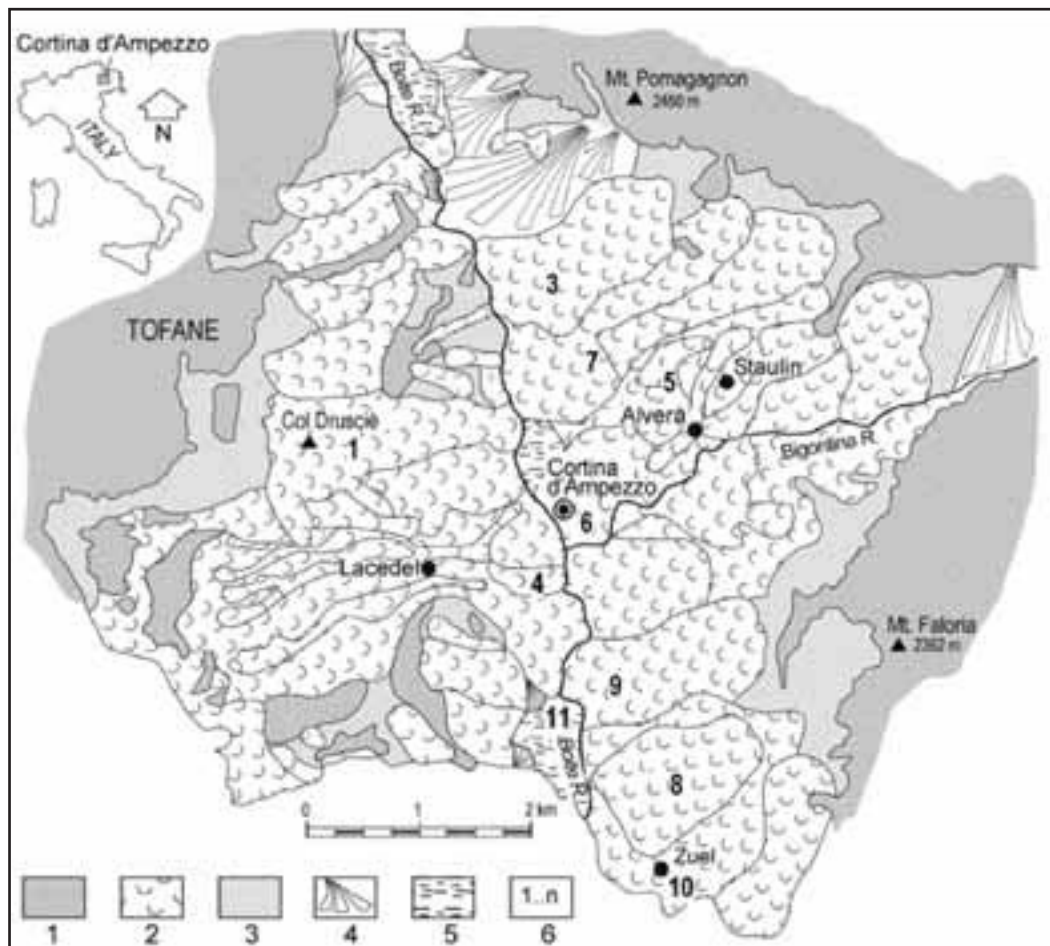 Cortina d'Ampezzo
N
ITALY
Boite R.
Mt. Pomagagnon
2450 m
3
TOFANE
7
5
Staulin
Col Druscié
1
Alverà
Bigontina R.
Cortina
d'Ampezzo
6
Lacedel
4
Mt. Faloria
2352 m
9
11
Boite R.
8
0 1 2 km
Zuel
10
1..n
1 2 3 4 5 6